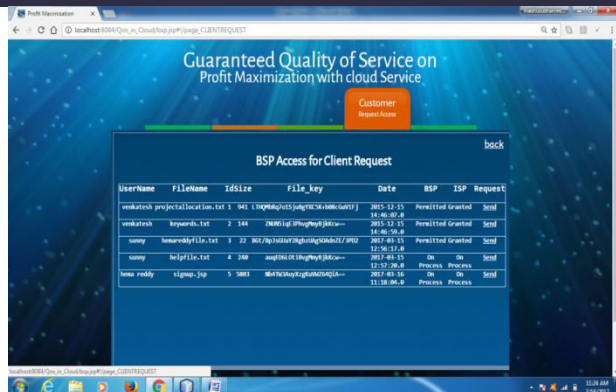 Profit Maximization
localhost:8084/Qos_in_Cloud/bsp.jsp#!/page_CLIENTREQUEST
Guaranteed Quality of Service on
Profit Maximization with cloud Service
Customer
Request Access
back
BSP Access for Client Request
UserName FileName Id Size File_key Date BSP ISP Request
venkatesh projectallocation.txt 1 941 2015-12-15 14:46:07.0 Permitted Granted Send
venkatesh keywords.txt 2 144 2015-12-15 14:46:59.0 Permitted Granted Send
sunny hemareddyfile.txt 3 22 2017-03-15 12:56:17.0 Permitted Granted Send
sunny helpfile.txt 4 240 2017-03-15 12:57:20.0 On Process On Process Send
hema reddy signup.jsp 5 5803 2017-03-16 11:18:04.0 On Process On Process Send
localhost:8084/Qos_in_Cloud/bsp.jsp#!/page_CLIENTREQUEST